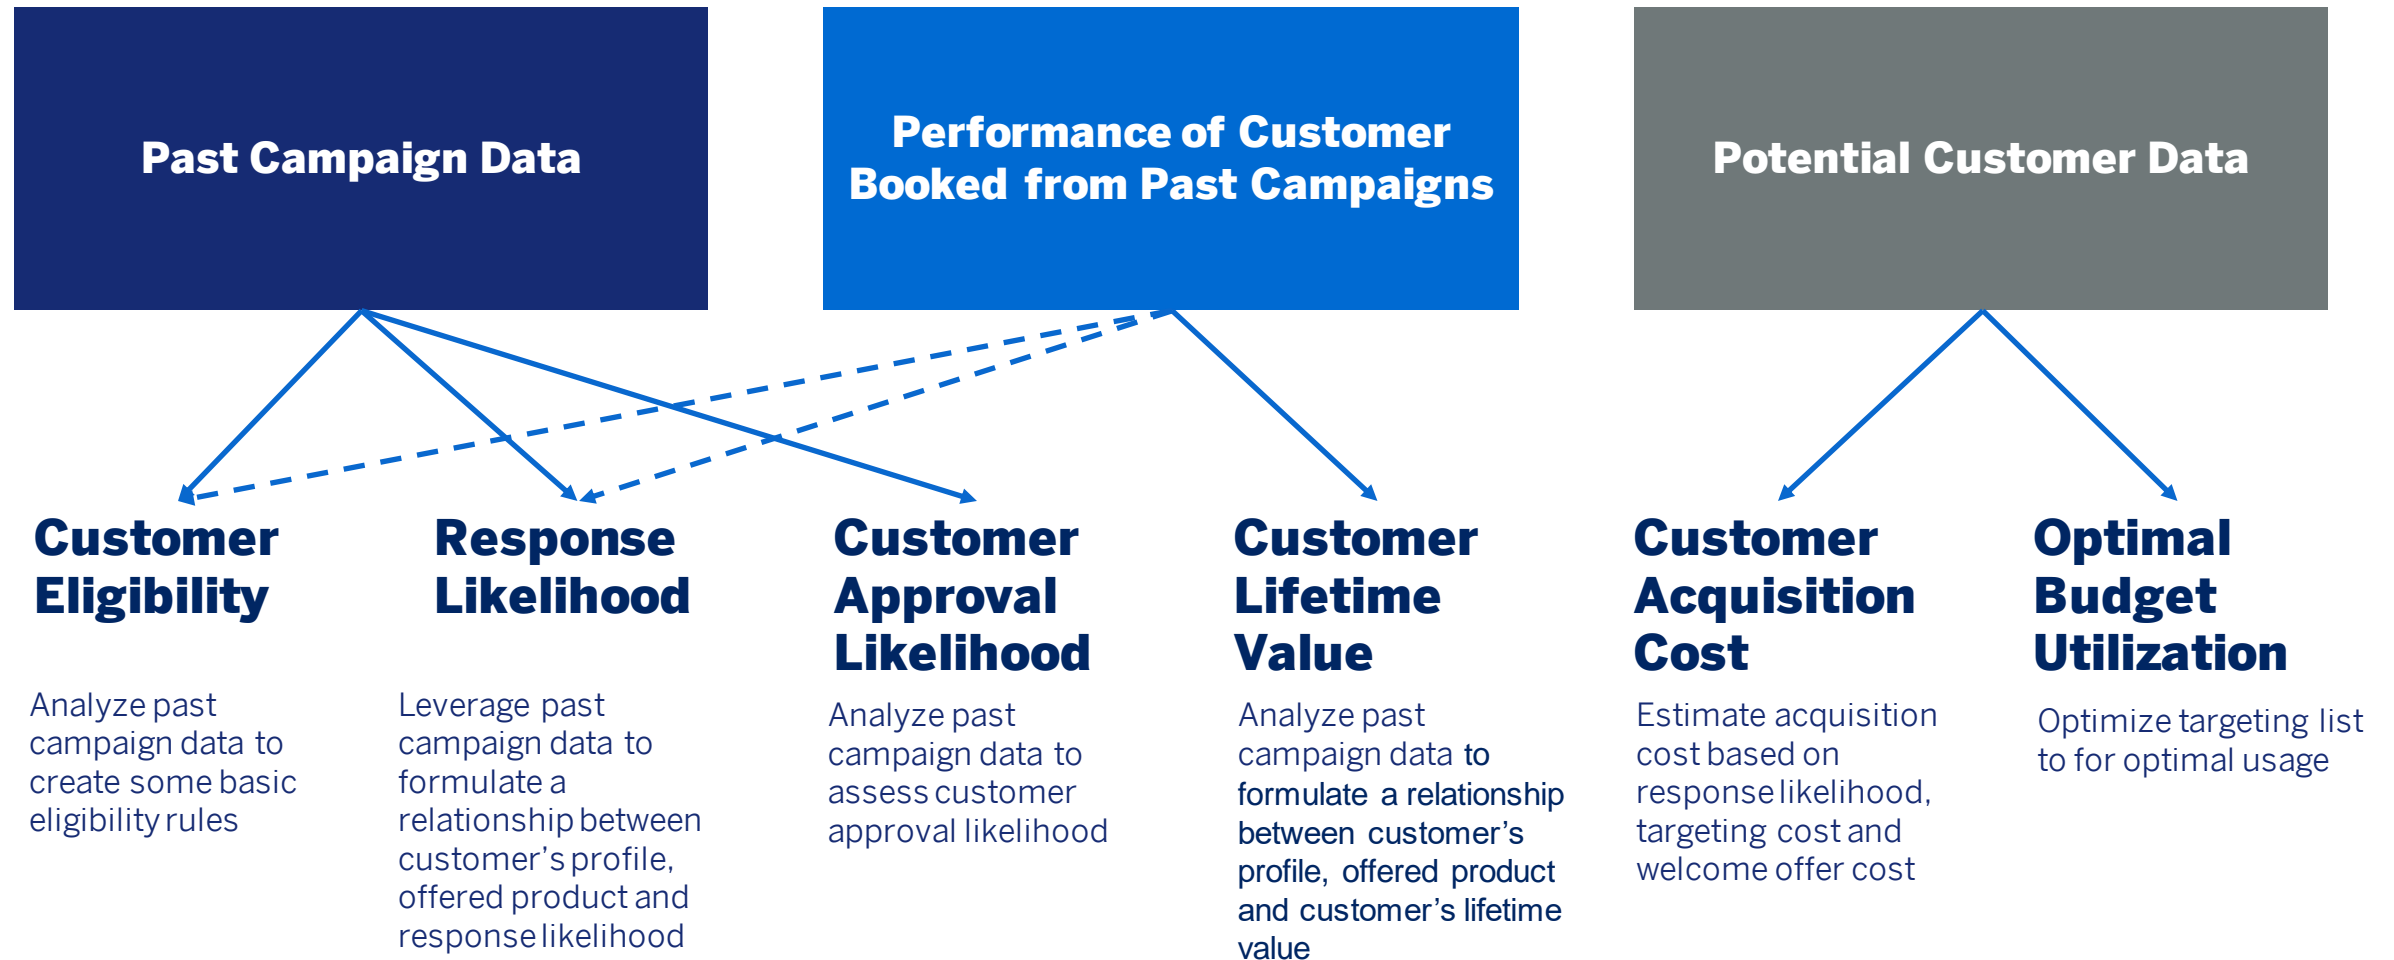 Past Campaign Data
Performance of Customer
Booked from Past Campaigns
Potential Customer Data
Customer
Eligibility
Analyze past
campaign data to
create some basic
eligibility rules
Response
Likelihood
Leverage past
campaign data to
formulate a
relationship between
customer's profile,
offered product and
response likelihood
Customer
Approval
Likelihood
Analyze past
campaign data to
assess customer
approval likelihood
Customer
Lifetime
Value
Analyze past
campaign data to
formulate a relationship
between customer's
profile, offered product
and customer's lifetime
value
Customer
Acquisition
Cost
Estimate acquisition
cost based on
response likelihood,
targeting cost and
welcome offer cost
Optimal
Budget
Utilization
Optimize targeting list
to for optimal usage